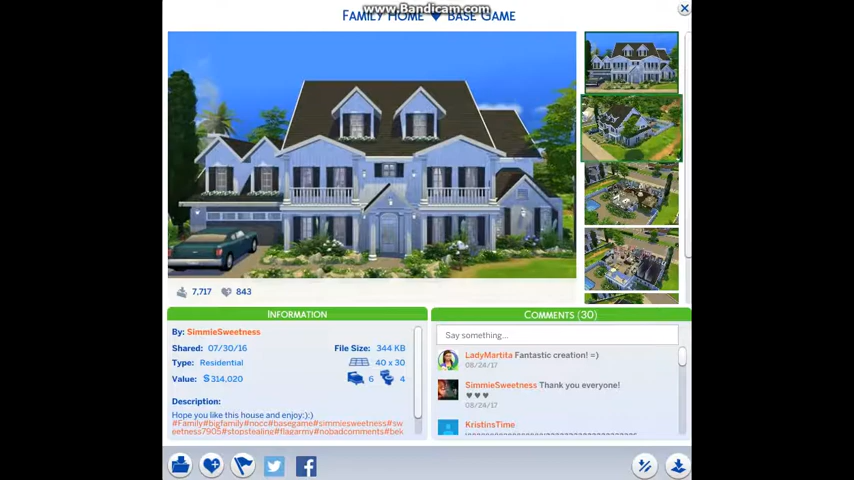 www.Bandicam.com
FAMILY HOME ♥ BASE GAME
7,717
843
INFORMATION
By: SimmieSweetness
Shared: 07/30/16
File Size: 344 KB
Type: Residential
40 x 30
Value: §314,020
6
4
Description:
Hope you like this house and enjoy:):)
#Family#bigfamily#nocc#basegame#simmiesweetness#sw
eetness7905#stopstealing#flagarmy#nobadcomments#bek
COMMENTS (30)
Say something...
LadyMartita Fantastic creation! =)
08/24/17
SimmieSweetness Thank you everyone!
♥ ♥ ♥
08/24/17
KristinsTime